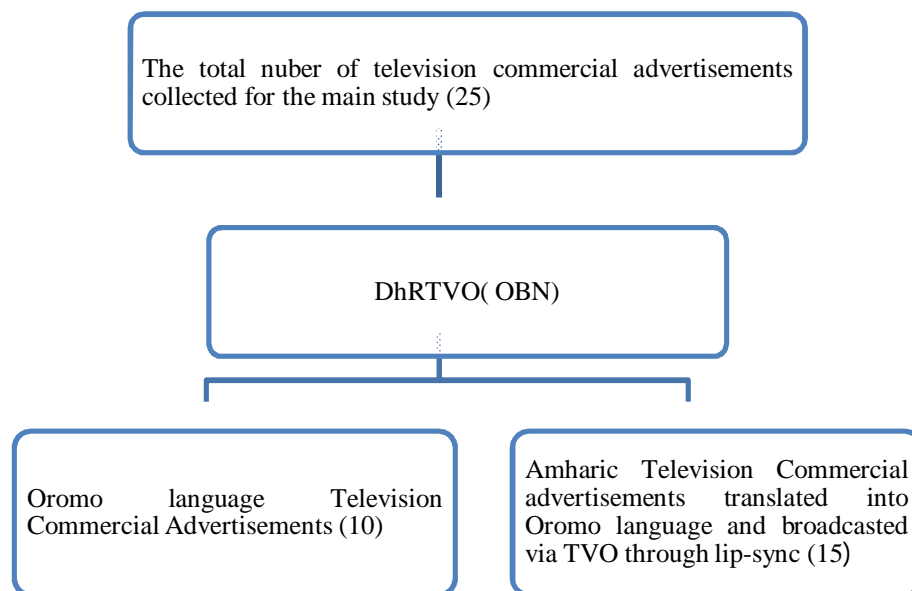 The total nuber of television commercial advertisements
collected for the main study (25)
DhRTVO( OBN)
Oromo language Television
Commercial Advertisements (10)
Amharic Television Commercial
advertisements translated into
Oromo language and broadcasted
via TVO through lip-sync (15)